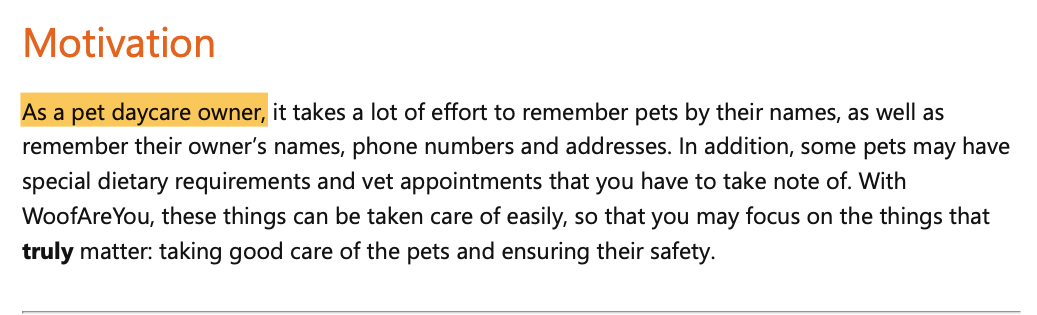 Motivation
As a pet daycare owner, it takes a lot of effort to remember pets by their names, as well as
remember their owner’s names, phone numbers and addresses. In addition, some pets may have
special dietary requirements and vet appointments that you have to take note of. With
WoofAreYou, these things can be taken care of easily, so that you may focus on the things that
truly matter: taking good care of the pets and ensuring their safety.